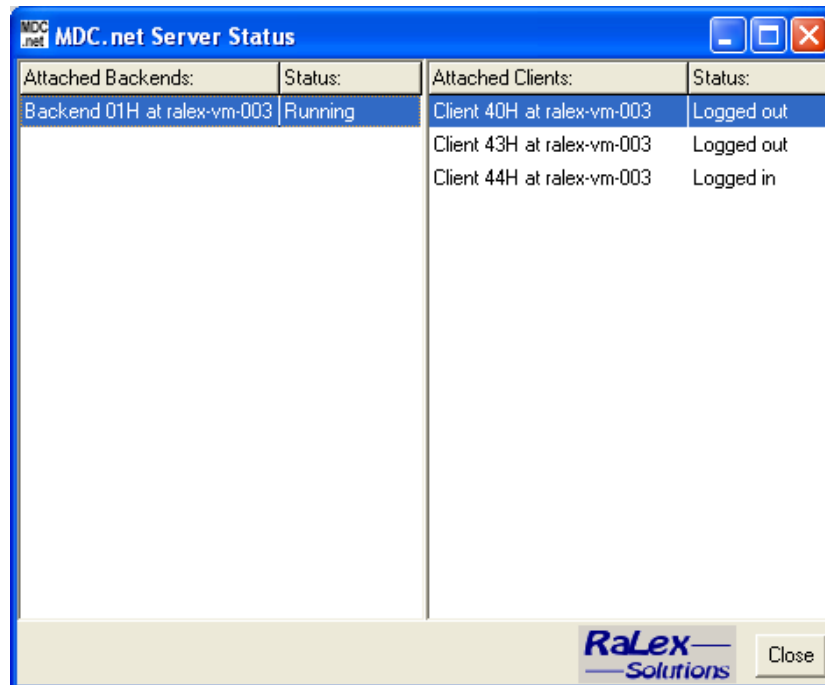 MDC.net MDC.net Server Status
Attached Backends: Status: Attached Clients: Status:
Backend 01H at ralex-vm-003 Running Client 40H at ralex-vm-003 Logged out
Client 43H at ralex-vm-003 Logged out
Client 44H at ralex-vm-003 Logged in
RaLex
Solutions
Close